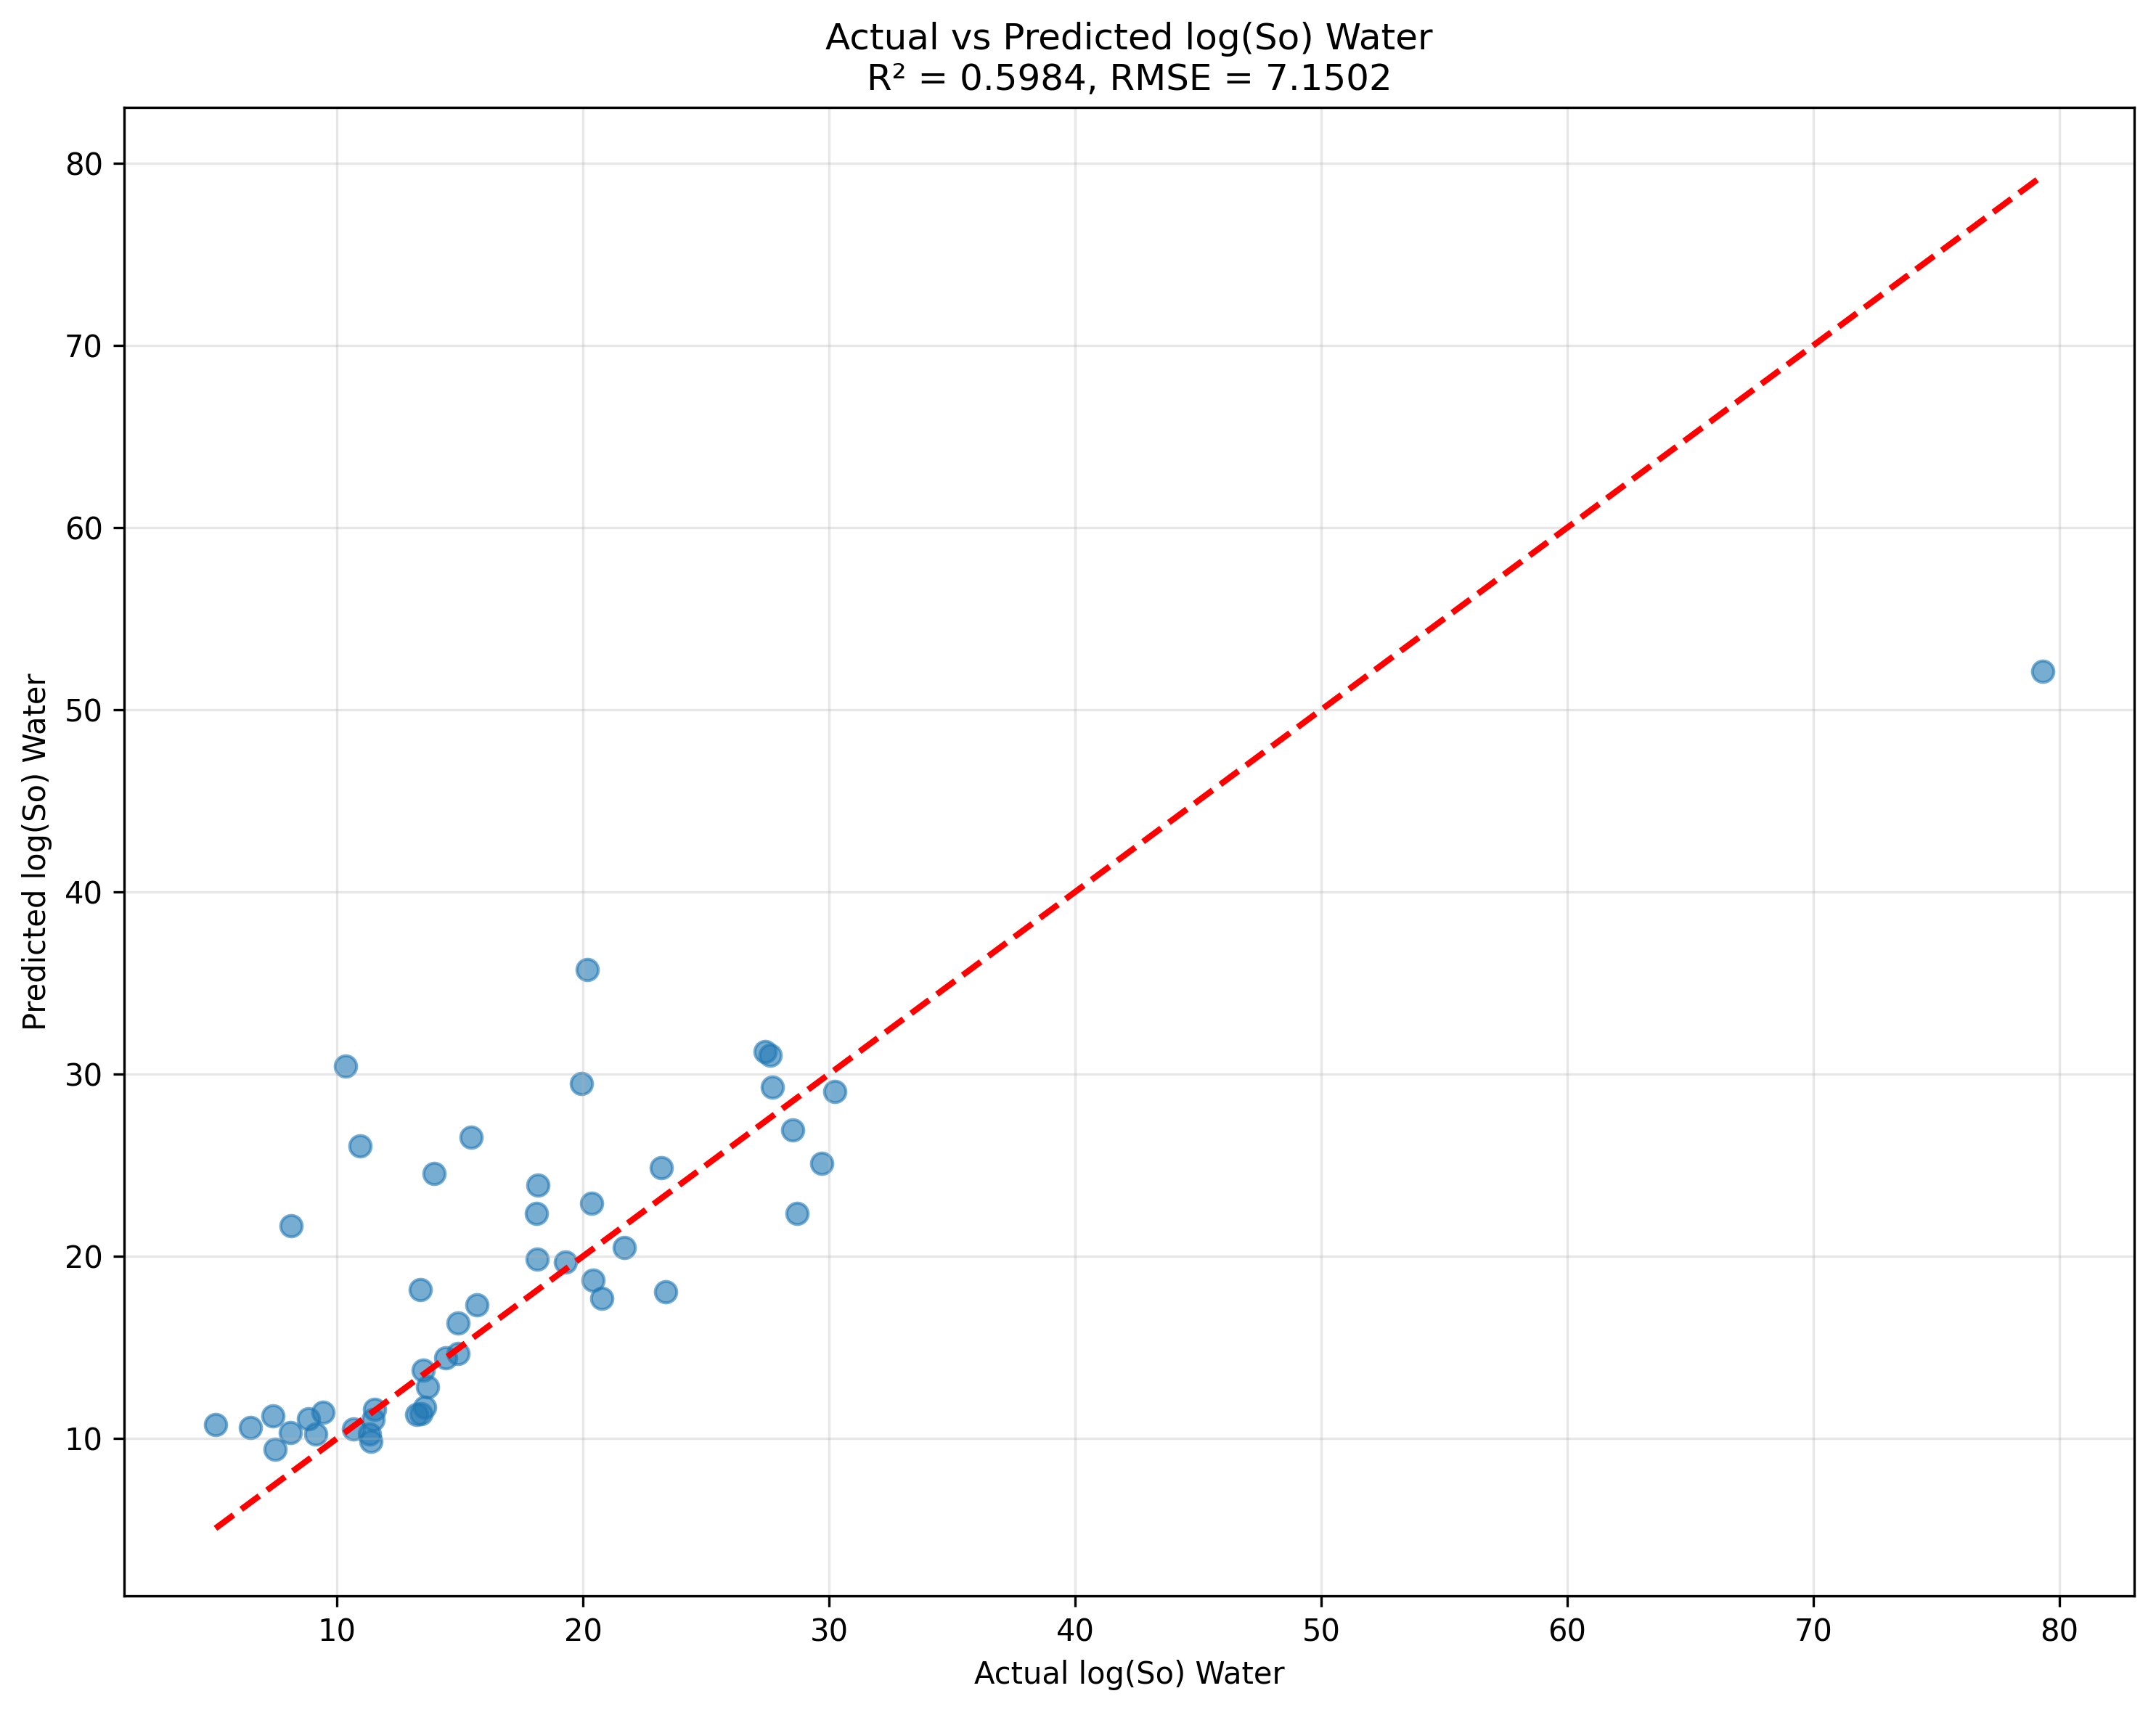 Actual vs Predicted log(So) Water
R² = 0.5984, RMSE = 7.1502
Predicted log(So) Water
80
70
60
50
40
30
20
10
10 20 30 40 50 60 70 80
Actual log(So) Water